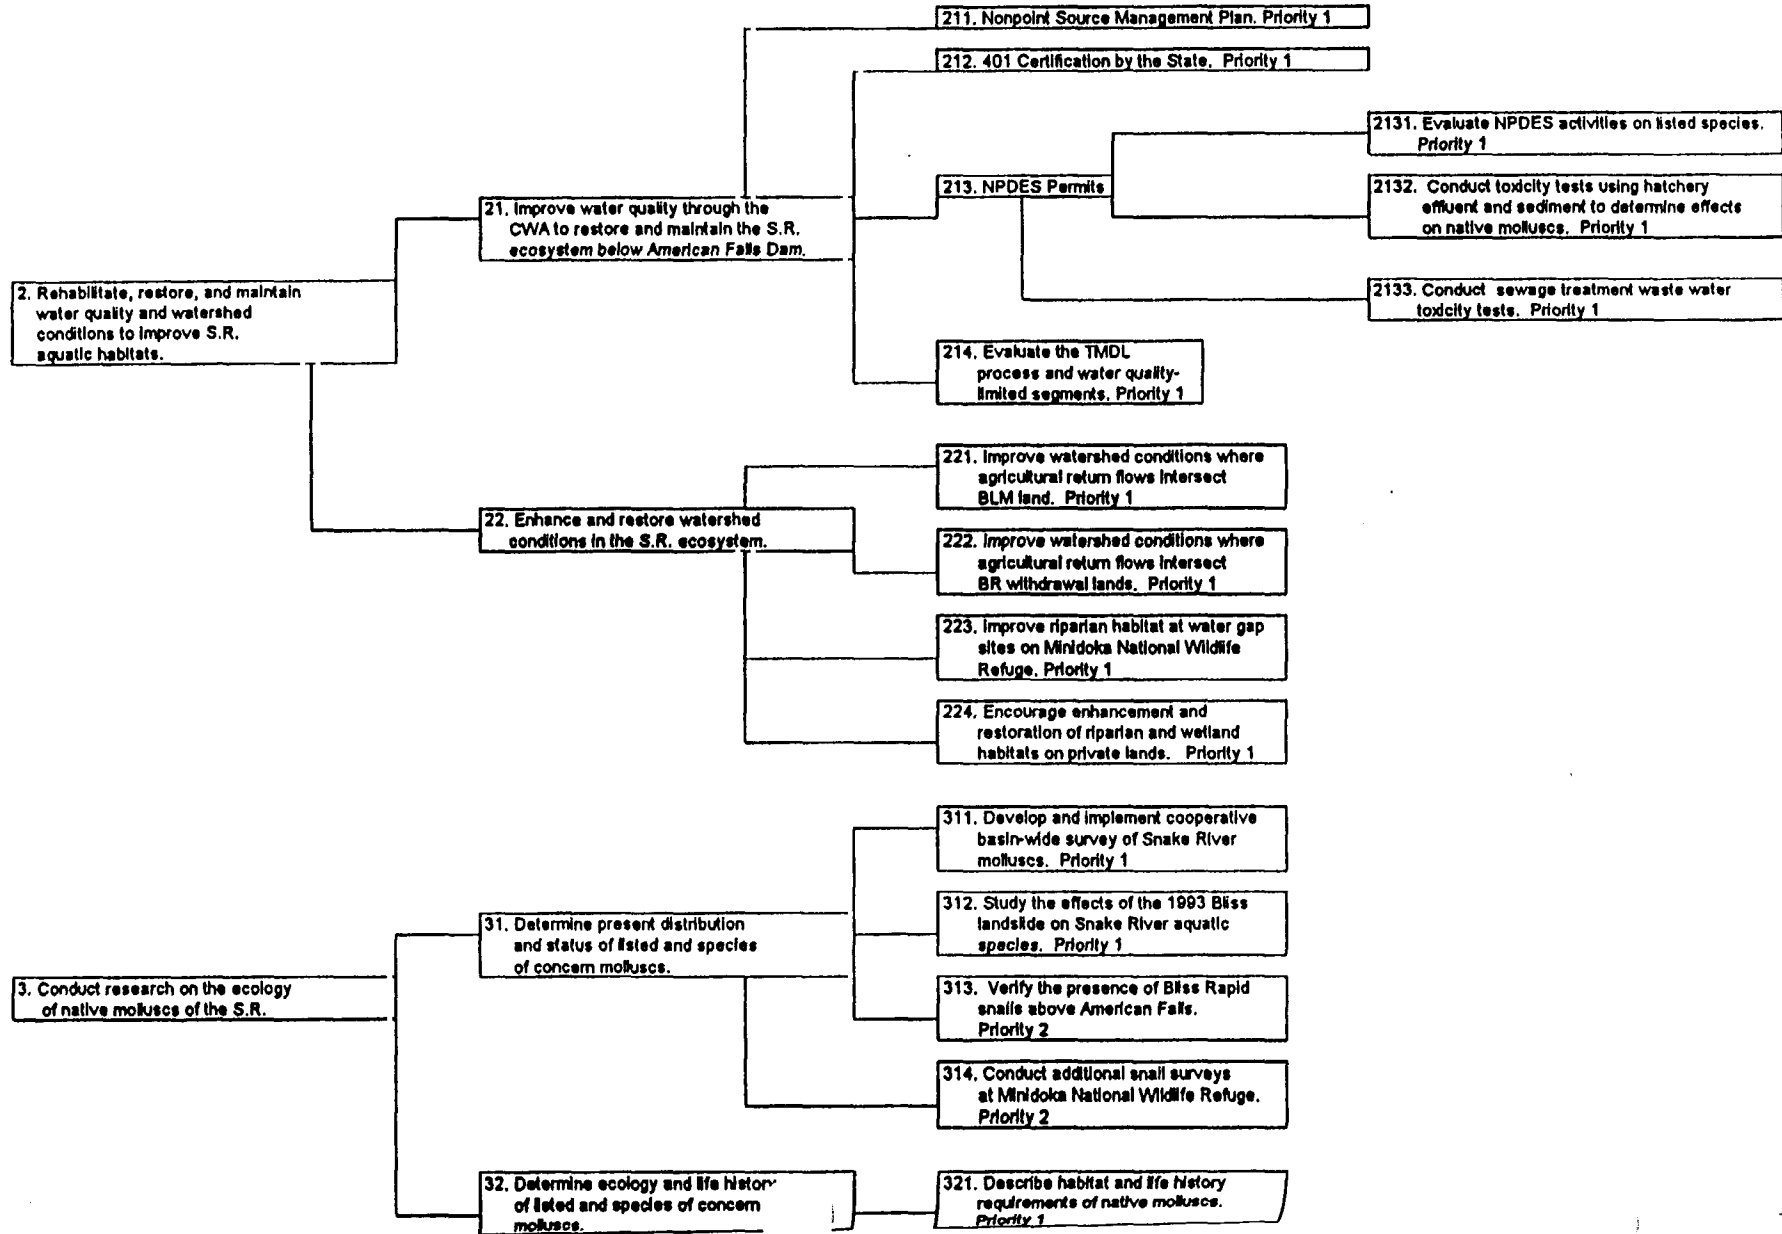 2. Rehabilitate, restore, and maintain
water quality and watershed
conditions to improve S.R.
aquatic habitats.
21. Improve water quality through the
CWA to restore and maintain the S.R.
ecosystem below American Falls Dam.
211. Nonpoint Source Management Plan. Priority 1
212. 401 Certification by the State. Priority 1
213. NPDES Permits
2131. Evaluate NPDES activities on listed species.
Priority 1
2132. Conduct toxicity tests using hatchery
effluent and sediment to determine effects
on native molluscs. Priority 1
2133. Conduct sewage treatment waste water
toxicity tests. Priority 1
214. Evaluate the TMDL
process and water quality-
limited segments. Priority 1
22. Enhance and restore watershed
conditions in the S.R. ecosystem.
221. Improve watershed conditions where
agricultural return flows intersect
BLM land. Priority 1
222. Improve watershed conditions where
agricultural return flows intersect
BR withdrawal lands. Priority 1
223. Improve riparian habitat at water gap
sites on Minidoka National Wildlife
Refuge. Priority 1
224. Encourage enhancement and
restoration of riparian and wetland
habitats on private lands. Priority 1
3. Conduct research on the ecology
of native molluscs of the S.R.
31. Determine present distribution
and status of listed and species
of concern molluscs.
311. Develop and implement cooperative
basin-wide survey of Snake River
molluscs. Priority 1
312. Study the effects of the 1993 Bliss
landslide on Snake River aquatic
species. Priority 1
313. Verify the presence of Bliss Rapid
snails above American Falls.
Priority 2
314. Conduct additional snail surveys
at Minidoka National Wildlife Refuge.
Priority 2
32. Determine ecology and life history
of listed and species of concern
molluscs.
321. Describe habitat and life history
requirements of native molluscs.
Priority 1